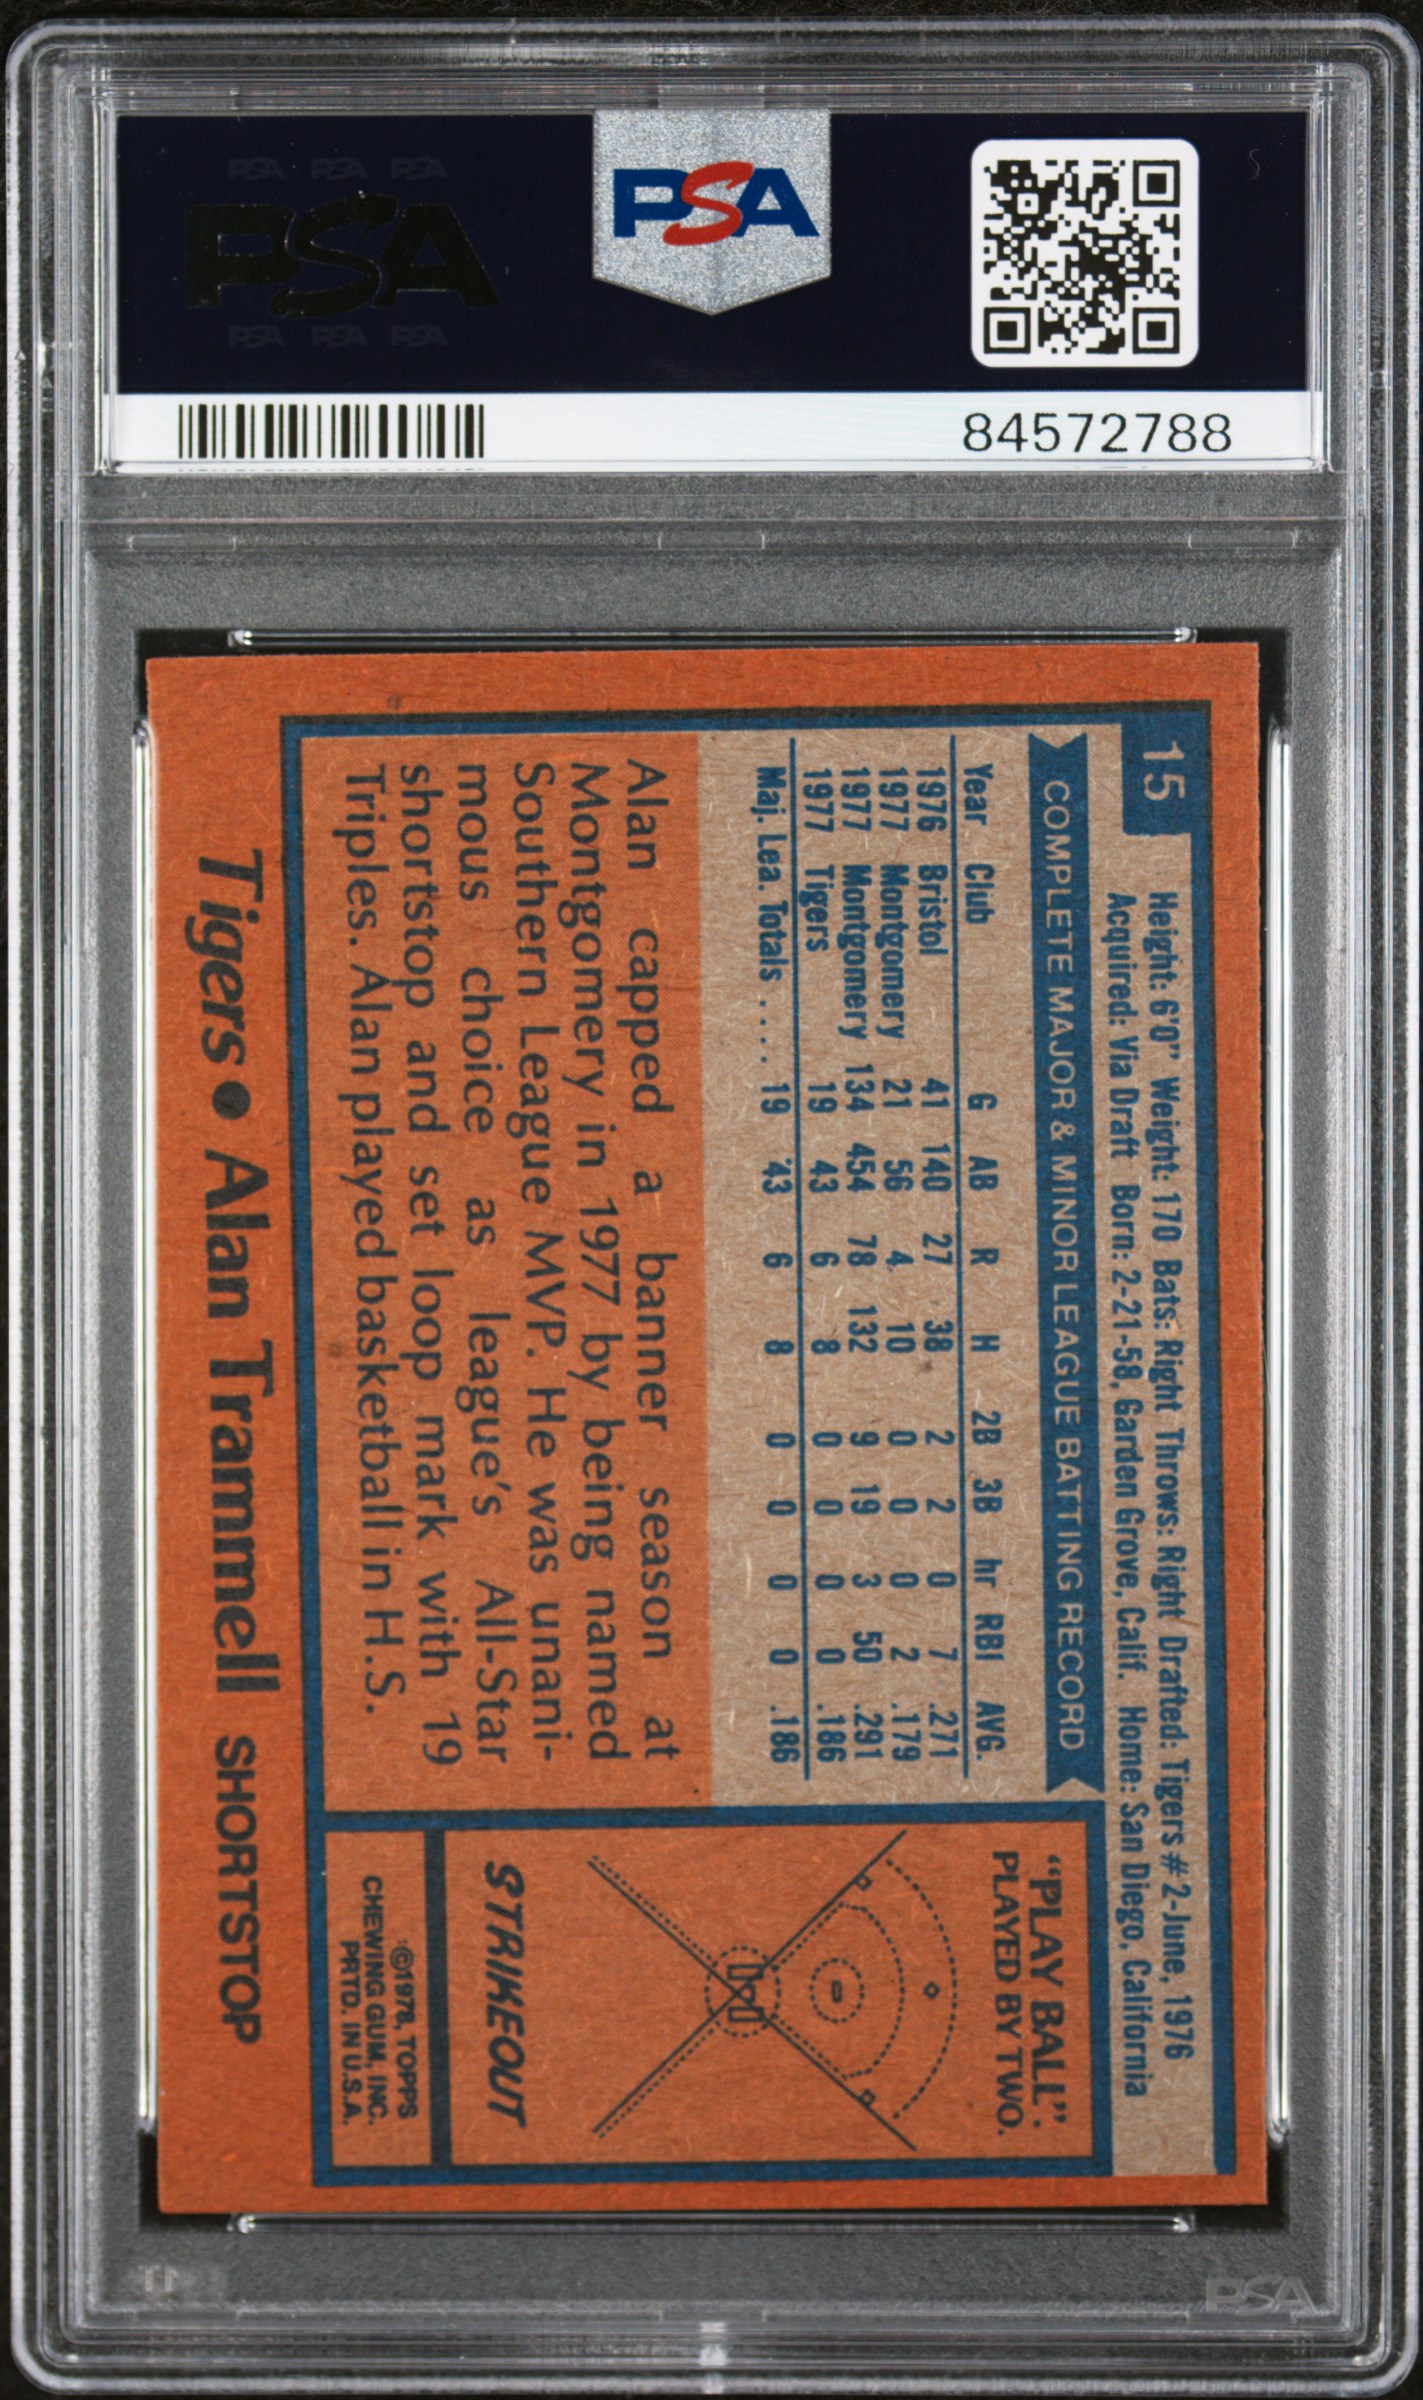 PSA PSA PSA
PSA
PSA PSA PSA
PSA
84572788
15
Height: 6'0" Weight: 170 Bats: Right Throws: Right Drafted: Tigers #2-June, 1976
Acquired: Via Draft Born: 2-21-58, Garden Grove, Calif. Home: San Diego, California
COMPLETE MAJOR & MINOR LEAGUE BATTING RECORD
Year Club G AB R H 2B 3B hr RBI AVG.
1976 Bristol 41 140 27 38 2 2 0 7 .271
1977 Montgomery 21 56 4 10 0 0 0 2 .179
1977 Montgomery 134 454 78 132 9 19 3 50 .291
1977 Tigers 19 43 6 8 0 0 0 0 .186
Maj. Lea. Totals .... 19 43 6 8 0 0 0 0 .186
Alan capped a banner season at
Montgomery in 1977 by being named
Southern League MVP. He was unani-
mous choice as league's All-Star
shortstop and set loop mark with 19
Triples. Alan played basketball in H.S.
"PLAY BALL".
PLAYED BY TWO.
STRIKEOUT
©1978, TOPPS
CHEWING GUM, INC.
PRTD. IN U.S.A.
Tigers • Alan Trammell SHORTSTOP
PSA